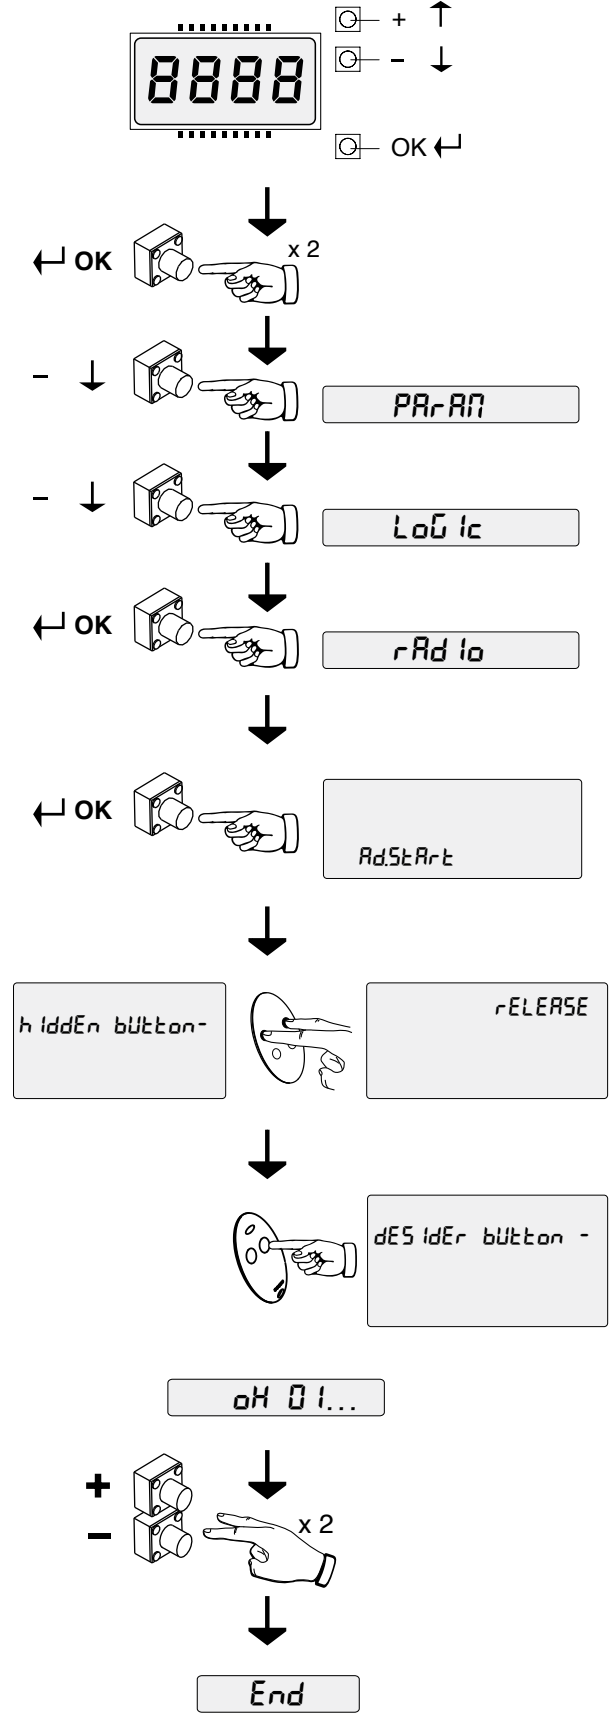 + ↑
8888
– ↓
OK ↵
x 2
↵ OK
– ↓
PArAM
– ↓
LoGIc
↵ OK
rAdIo
↵ OK
Ad.StArt
rELEASE
hIddEn bUtton-
dESIdEr bUtton -
oH 01...
+
–
x 2
End